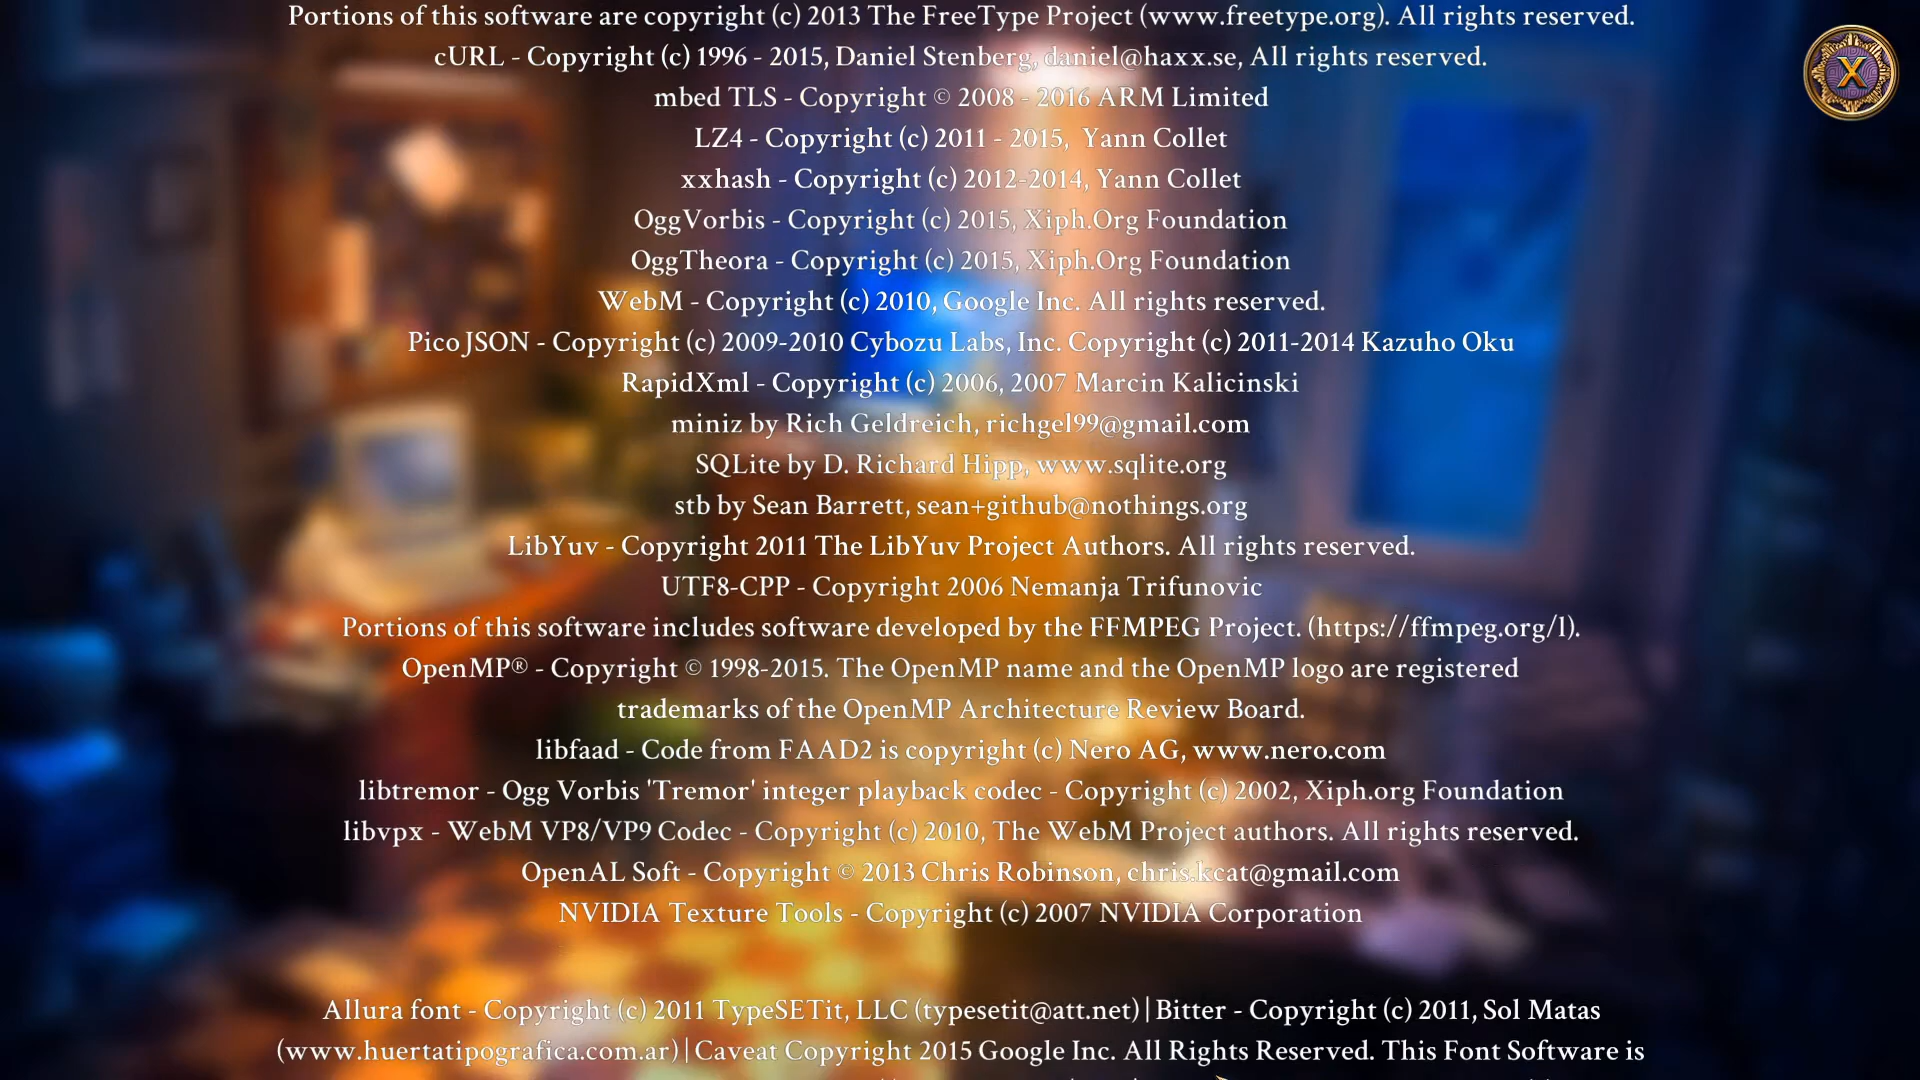 Portions of this software are copyright (c) 2013 The FreeType Project (www.freetype.org). All rights reserved.
X
cURL - Copyright (c) 1996 - 2015, Daniel Stenberg, daniel@haxx.se, All rights reserved.
mbed TLS - Copyright © 2008 - 2016 ARM Limited
LZ4 - Copyright (c) 2011 - 2015, Yann Collet
xxhash - Copyright (c) 2012-2014, Yann Collet
OggVorbis - Copyright (c) 2015, Xiph.Org Foundation
OggTheora - Copyright (c) 2015, Xiph.Org Foundation
WebM - Copyright (c) 2010, Google Inc. All rights reserved.
PicoJSON - Copyright (c) 2009-2010 Cybozu Labs, Inc. Copyright (c) 2011-2014 Kazuho Oku
RapidXml - Copyright (c) 2006, 2007 Marcin Kalicinski
miniz by Rich Geldreich, richgel99@gmail.com
SQLite by D. Richard Hipp, www.sqlite.org
stb by Sean Barrett, sean+github@nothings.org
LibYuv - Copyright 2011 The LibYuv Project Authors. All rights reserved.
UTF8-CPP - Copyright 2006 Nemanja Trifunovic
Portions of this software includes software developed by the FFMPEG Project. (https://ffmpeg.org/l).
OpenMP® - Copyright © 1998-2015. The OpenMP name and the OpenMP logo are registered
trademarks of the OpenMP Architecture Review Board.
libfaad - Code from FAAD2 is copyright (c) Nero AG, www.nero.com
libtremor - Ogg Vorbis 'Tremor' integer playback codec - Copyright (c) 2002, Xiph.org Foundation
libvpx - WebM VP8/VP9 Codec - Copyright (c) 2010, The WebM Project authors. All rights reserved.
OpenAL Soft - Copyright © 2013 Chris Robinson, chris.kcat@gmail.com
NVIDIA Texture Tools - Copyright (c) 2007 NVIDIA Corporation
Allura font - Copyright (c) 2011 TypeSETit, LLC (typesetit@att.net) | Bitter - Copyright (c) 2011, Sol Matas
(www.huertatipografica.com.ar) | Caveat Copyright 2015 Google Inc. All Rights Reserved. This Font Software is